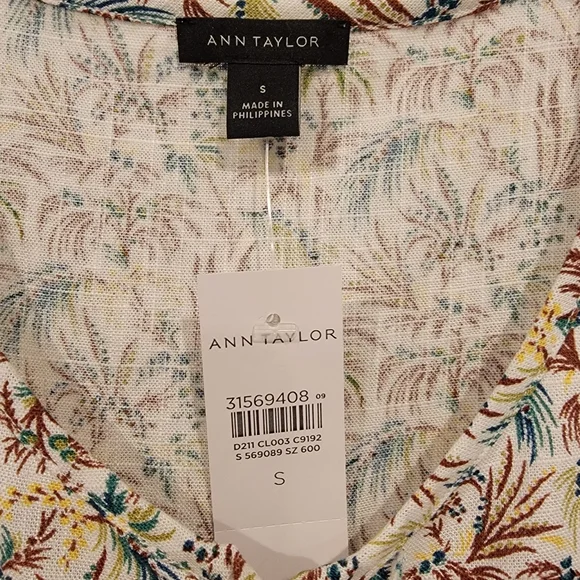 ANN TAYLOR
S
MADE IN
PHILIPPINES
ANN TAYLOR
31569408 09
D211 CL003 C9192
S 569089 SZ 600
S